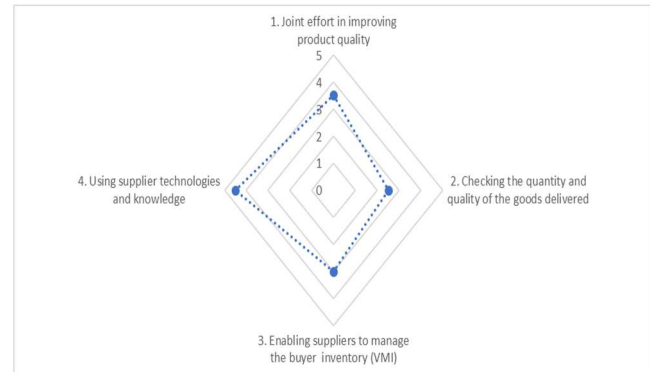 1. Joint effort in improving
product quality
5
4
3
2
1
0
4. Using supplier technologies
and knowledge
2. Checking the quantity and
quality of the goods delivered
3. Enabling suppliers to manage
the buyer inventory (VMI)